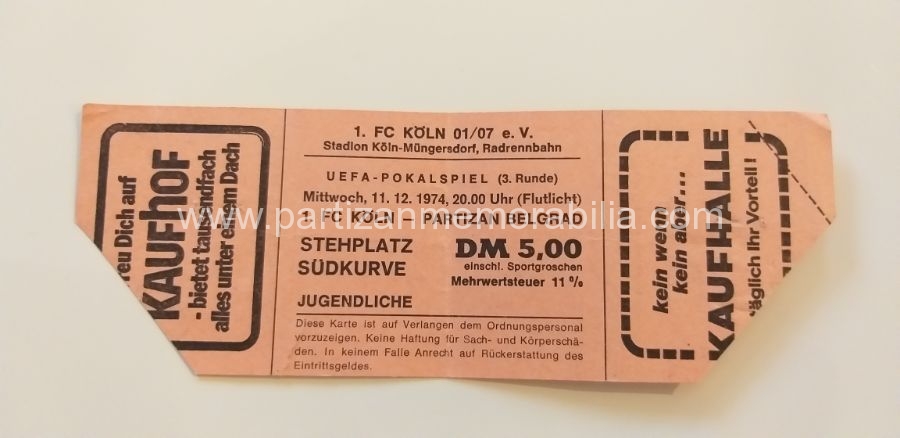 reu Dich auf
KAUFHOF
- bietet tausendfach
alles unter einem Dach
1. FC KÖLN 01/07 e. V.
Stadion Köln-Müngersdorf, Radrennbahn
UEFA-POKALSPIEL (3. Runde)
Mittwoch, 11. 12. 1974, 20.00 Uhr (Flutlicht)
1. FC KÖLN – PARTIZAN BELGRAD
STEHPLATZ
SÜDKURVE
JUGENDLICHE
DM 5,00
einschl. Sportgroschen
Mehrwertsteuer 11 %
Diese Karte ist auf Verlangen dem Ordnungspersonal
vorzuzeigen. Keine Haftung für Sach- und Körperschä-
den. In keinem Falle Anrecht auf Rückerstattung des
Eintrittsgeldes.
kein wenn
kein aber...
KAUFHALLE
täglich Ihr Vorteil!
www.partizanmemorabilia.com